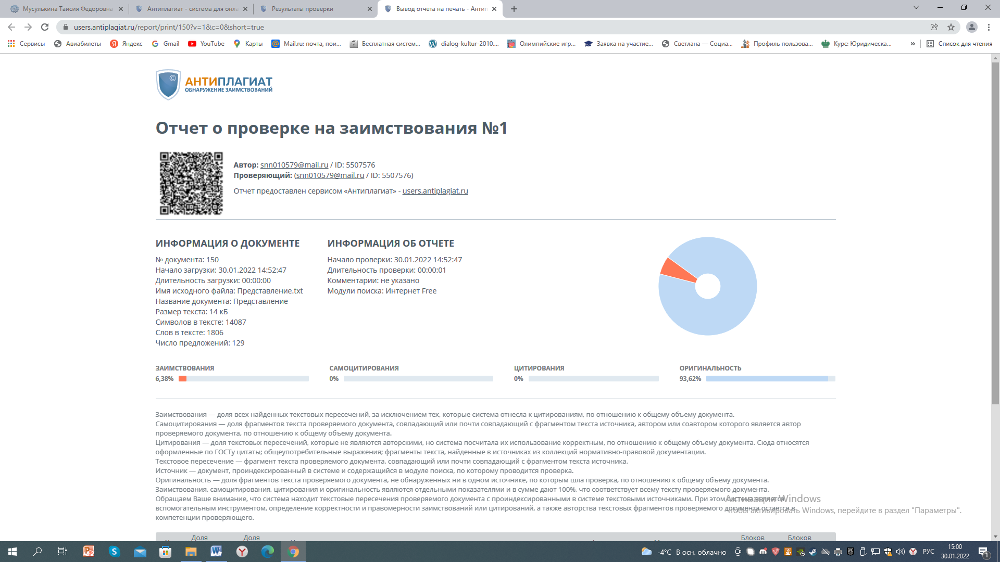 Мусулькина Таисия Федоровна
Антиплагиат - система для онла
Результаты проверки
Вывод отчета на печать - Антип
users.antiplagiat.ru/report/print/150?v=1&c=0&short=true
Сервисы
Авиабилеты
Яндекс
Gmail
YouTube
Карты
Mail.ru: почта, пои...
Бесплатная систем...
dialog-kultur-2010....
Олимпийские игр...
Заявка на участие...
Светлана — Социа...
Профиль пользова...
Курс: Юридическа...
»
Список для чтения
АНТИПЛАГИАТ
ОБНАРУЖЕНИЕ ЗАИМСТВОВАНИЙ
Отчет о проверке на заимствования №1
Автор: snn010579@mail.ru / ID: 5507576
Проверяющий: (snn010579@mail.ru / ID: 5507576)
Отчет предоставлен сервисом «Антиплагиат» - users.antiplagiat.ru
ИНФОРМАЦИЯ О ДОКУМЕНТЕ
№ документа: 150
Начало загрузки: 30.01.2022 14:52:47
Длительность загрузки: 00:00:00
Имя исходного файла: Представление.txt
Название документа: Представление
Размер текста: 14 кБ
Символов в тексте: 14087
Слов в тексте: 1806
Число предложений: 129
ИНФОРМАЦИЯ ОБ ОТЧЕТЕ
Начало проверки: 30.01.2022 14:52:47
Длительность проверки: 00:00:01
Комментарии: не указано
Модули поиска: Интернет Free
ЗАИМСТВОВАНИЯ
6,38%
САМОЦИТИРОВАНИЯ
0%
ЦИТИРОВАНИЯ
0%
ОРИГИНАЛЬНОСТЬ
93,62%
Заимствования — доля всех найденных текстовых пересечений, за исключением тех, которые система отнесла к цитированиям, по отношению к общему объему документа.
Самоцитирования — доля фрагментов текста проверяемого документа, совпадающий или почти совпадающий с фрагментом текста источника, автором или соавтором которого является автор
проверяемого документа, по отношению к общему объему документа.
Цитирования — доля текстовых пересечений, которые не являются авторскими, но система посчитала их использование корректным, по отношению к общему объему документа. Сюда относятся
оформленные по ГОСТу цитаты; общеупотребительные выражения; фрагменты текста, найденные в источниках из коллекций нормативно-правовой документации.
Текстовое пересечение — фрагмент текста проверяемого документа, совпадающий или почти совпадающий с фрагментом текста источника.
Источник — документ, проиндексированный в системе и содержащийся в модуле поиска, по которому проводится проверка.
Оригинальность — доля фрагментов текста проверяемого документа, не обнаруженных ни в одном источнике, по которым шла проверка, по отношению к общему объему документа.
Заимствования, самоцитирования, цитирования и оригинальность являются отдельными показателями и в сумме дают 100%, что соответствует всему тексту проверяемого документа.
Обращаем Ваше внимание, что система находит текстовые пересечения проверяемого документа с проиндексированными в системе текстовыми источниками. При этом система является
вспомогательным инструментом, определение корректности и правомерности заимствований или цитирований, а также авторства текстовых фрагментов проверяемого документа остается в
компетенции проверяющего.
Активация Windows
Чтобы активировать Windows, перейдите в раздел "Параметры".
Доля
Доля
Блоков
Блоков
-4°C В осн. облачно
РУС
15:00
30.01.2022
1